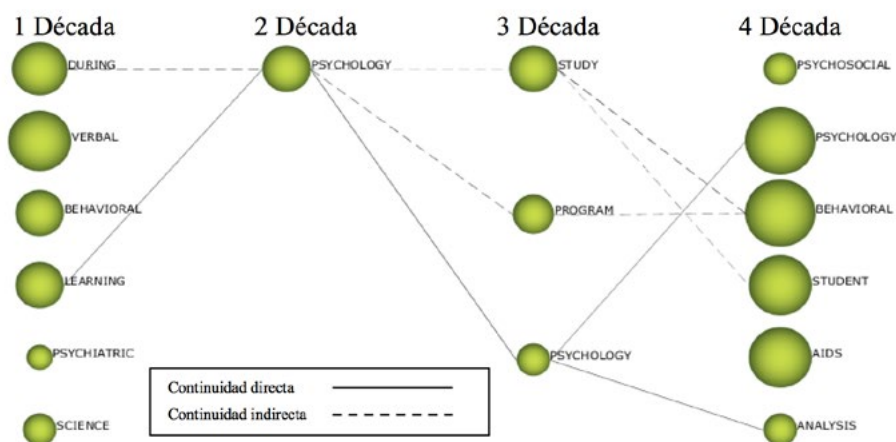 1 Década 2 Década 3 Década 4 Década
DURING PSYCHOLOGY STUDY PSYCHOSOCIAL
VERBAL PSYCHOLOGY
BEHAVIORAL PROGRAM BEHAVIORAL
LEARNING STUDENT
PSYCHIATRIC PSYCHOLOGY AIDS
Continuidad directa
Continuidad indirecta
SCIENCE ANALYSIS